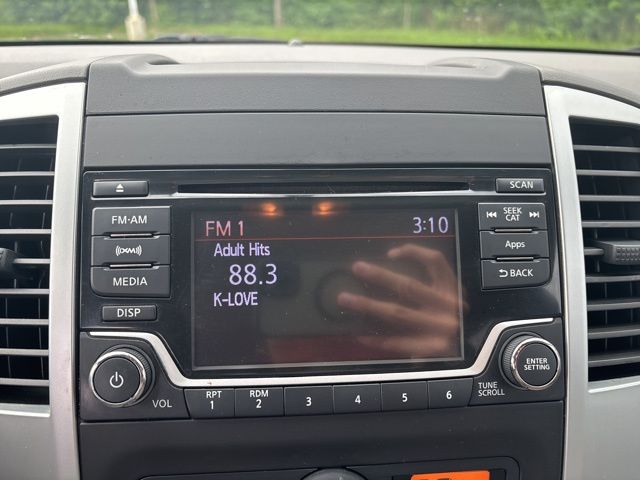 SCAN
FM·AM
FM 1
3:10
SEEK
CAT
Adult Hits
((XM))
88.3
Apps
MEDIA
K-LOVE
BACK
DISP
ENTER
SETTING
VOL
RPT
1
RDM
2
3
4
5
6
TUNE
SCROLL